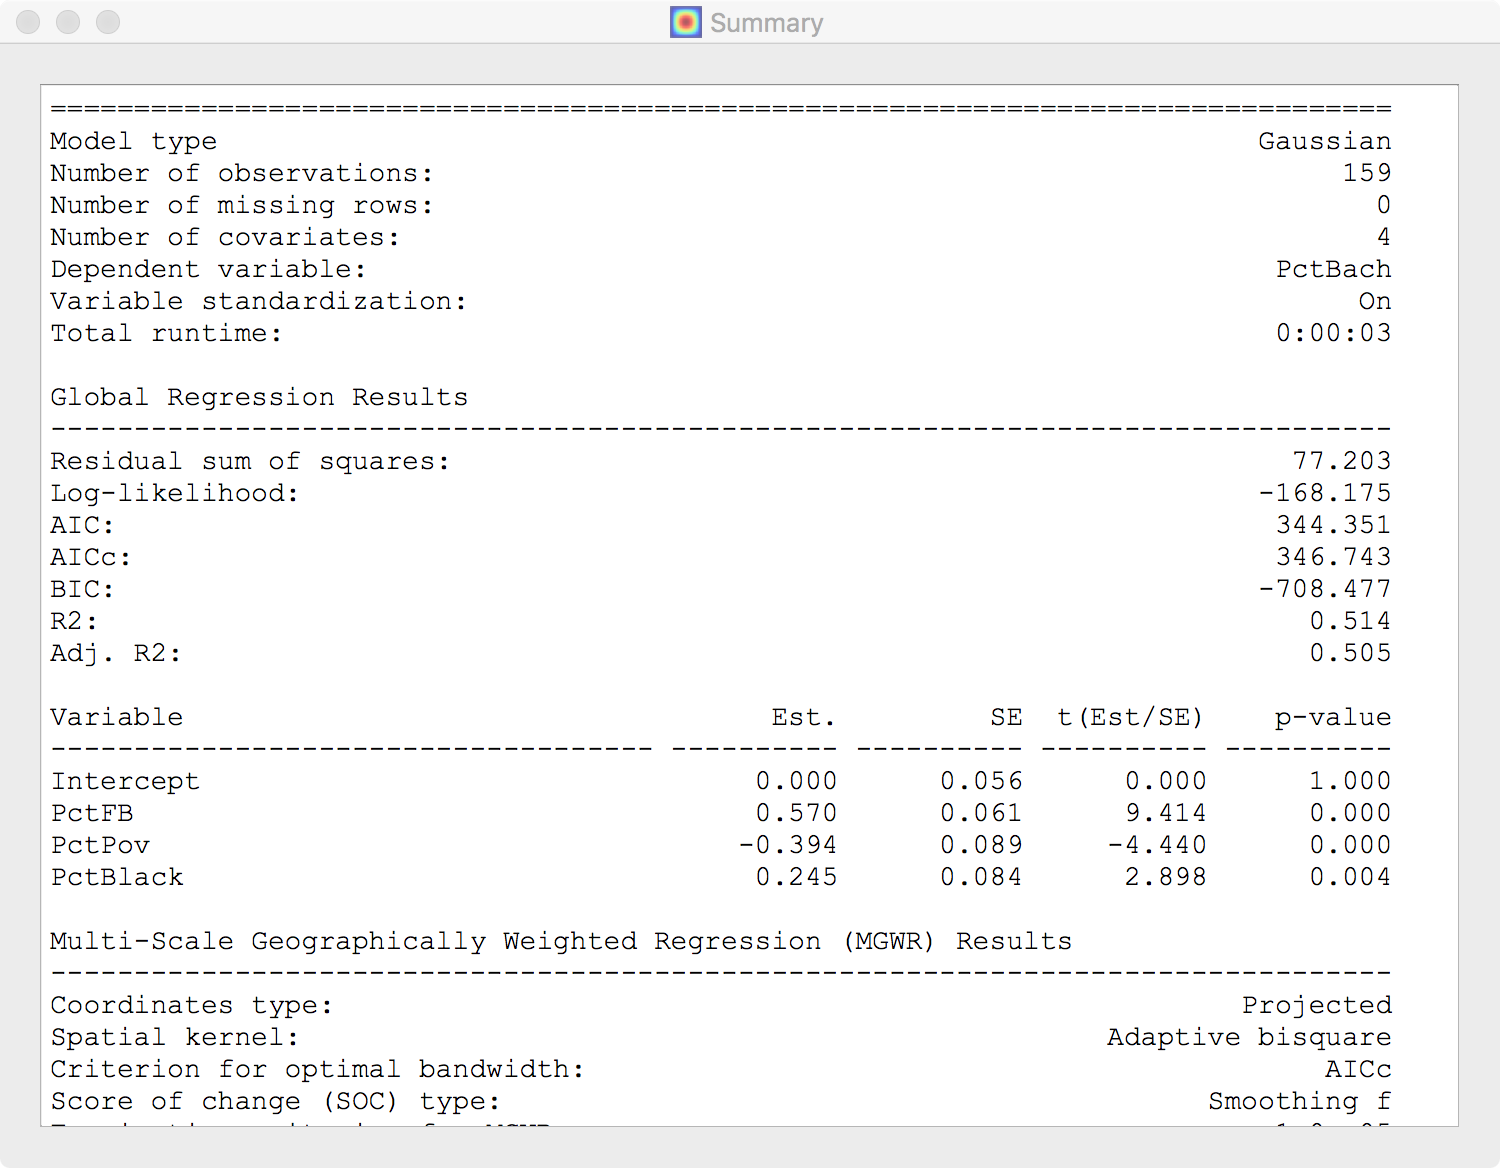 Summary
================================================================================
Model type Gaussian
Number of observations: 159
Number of missing rows: 0
Number of covariates: 4
Dependent variable: PctBach
Variable standardization: On
Total runtime: 0:00:03
Global Regression Results
--------------------------------------------------------------------------------
Residual sum of squares: 77.203
Log-likelihood: -168.175
AIC: 344.351
AICc: 346.743
BIC: -708.477
R2: 0.514
Adj. R2: 0.505
Variable Est. SE t(Est/SE) p-value
------------------------------------ ---------- ---------- ---------- ----------
Intercept 0.000 0.056 0.000 1.000
PctFB 0.570 0.061 9.414 0.000
PctPov -0.394 0.089 -4.440 0.000
PctBlack 0.245 0.084 2.898 0.004
Multi-Scale Geographically Weighted Regression (MGWR) Results
--------------------------------------------------------------------------------
Coordinates type: Projected
Spatial kernel: Adaptive bisquare
Criterion for optimal bandwidth: AICc
Score of change (SOC) type: Smoothing f